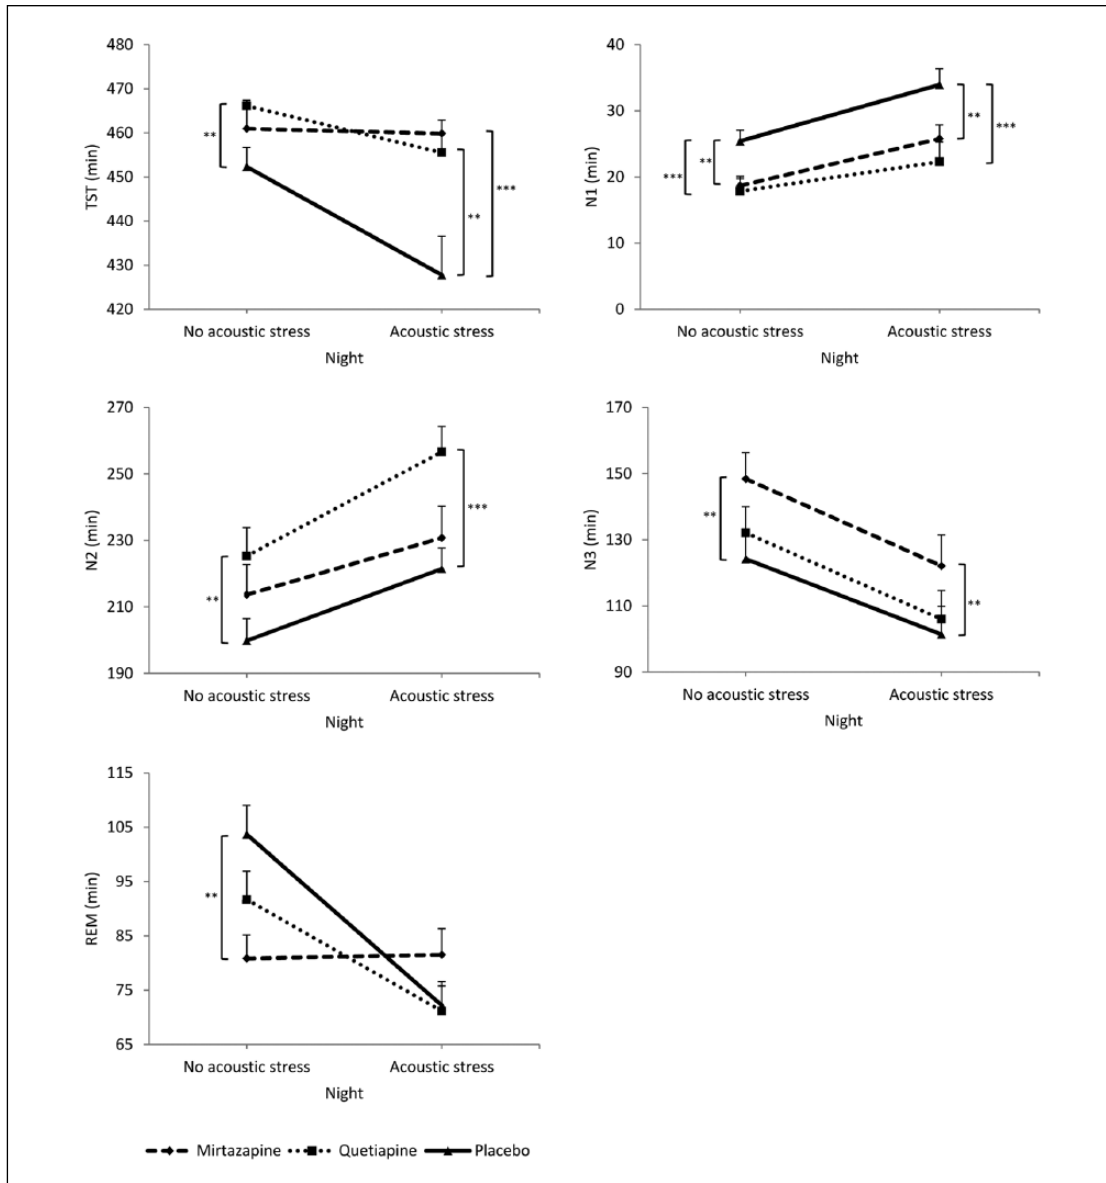 480
470
460
450
440
430
420
TST (min)
**
**
***
No acoustic stress Acoustic stress
Night
40
30
20
10
0
N1 (min)
***
**
**
***
No acoustic stress Acoustic stress
Night
270
250
230
210
190
N2 (min)
**
***
No acoustic stress Acoustic stress
Night
170
150
130
110
90
N3 (min)
**
**
No acoustic stress Acoustic stress
Night
115
105
95
85
75
65
REM (min)
**
No acoustic stress Acoustic stress
Night
Mirtazapine Quetiapine Placebo